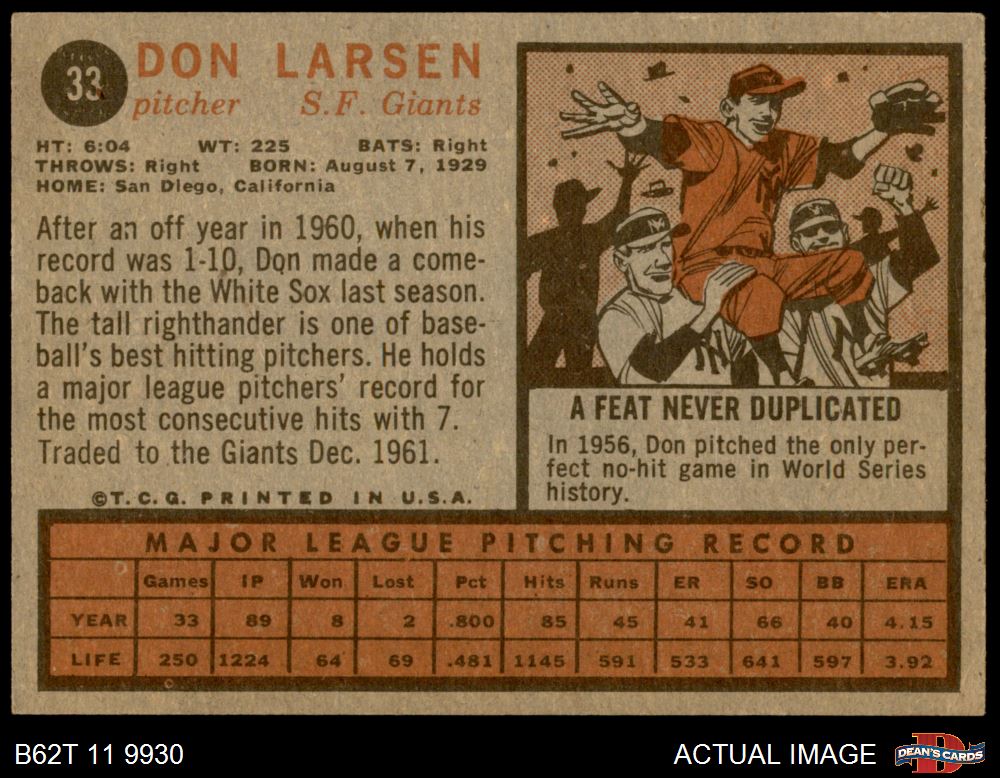 33
DON LARSEN
pitcher S.F. Giants
HT: 6:04 WT: 225 BATS: Right
THROWS: Right BORN: August 7, 1929
HOME: San Diego, California
After an off year in 1960, when his
record was 1-10, Don made a come-
back with the White Sox last season.
The tall righthander is one of base-
ball's best hitting pitchers. He holds
a major league pitchers' record for
the most consecutive hits with 7.
Traded to the Giants Dec. 1961.
©T.C.G. PRINTED IN U.S.A.
A FEAT NEVER DUPLICATED
In 1956, Don pitched the only per-
fect no-hit game in World Series
history.
MAJOR LEAGUE PITCHING RECORD
Games IP Won Lost Pct Hits Runs ER SO BB ERA
YEAR 33 89 8 2 .800 85 45 41 66 40 4.15
LIFE 250 1224 64 69 .481 1145 591 533 641 597 3.92
B62T 11 9930 ACTUAL IMAGE DEAN'S CARDS